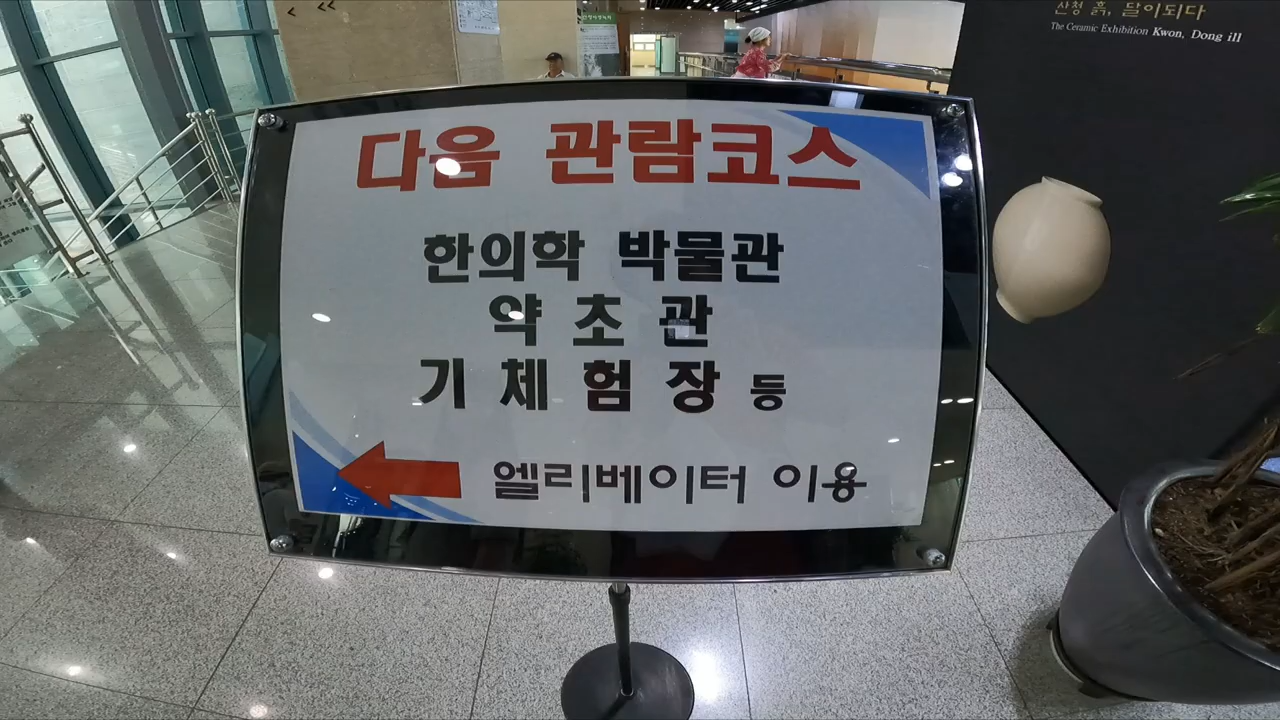 산청 흙, 달이되다
The Ceramic Exhibition Kwon, Dong ill
다음 관람코스
한의학 박물관
약초관
기체험장 등
엘리베이터 이용